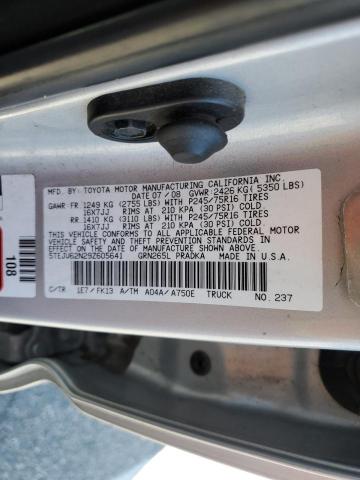 MFD. BY: TOYOTA MOTOR MANUFACTURING CALIFORNIA INC.
DATE 07 / 08 GVWR: 2426 KG ( 5350 LBS)
GAWR: FR 1249 KG (2755 LBS) WITH P245/75R16 TIRES
16X7JJ RIMS AT 210 KPA (30 PSI) COLD
RR 1410 KG (3110 LBS) WITH P245/75R16 TIRES
16X7JJ RIMS AT 210 KPA (30 PSI) COLD
THIS VEHICLE CONFORMS TO ALL APPLICABLE FEDERAL MOTOR
VEHICLE SAFETY STANDARDS IN EFFECT ON THE DATE OF
MANUFACTURE SHOWN ABOVE.
5TEJU62N29Z605641 GRN265L PRADKA MADE IN U.S.A.
C/TR 1E7 / FK13 A/TM A04A / A750E TRUCK NO. 237
108